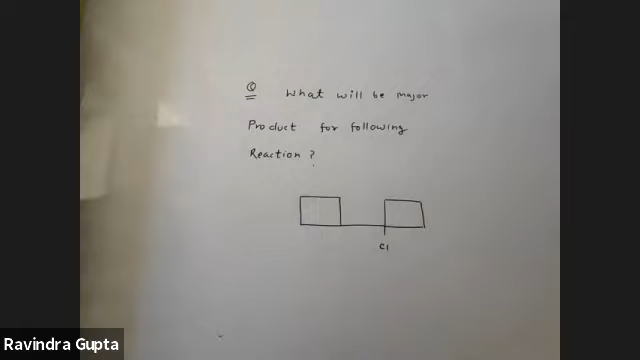 Q What will be major
Product for following
Reaction ?
Cl
Ravindra Gupta